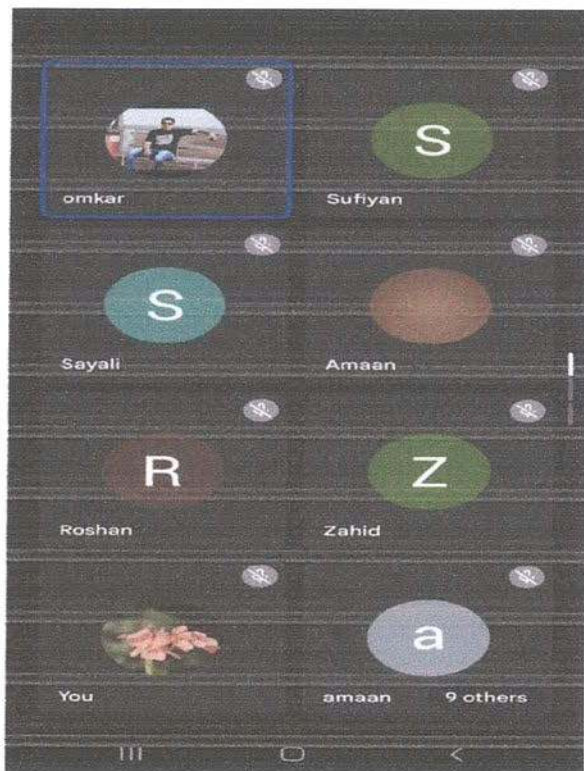 S
omkar
Sufiyan
S
Sayali
Amaan
R
Z
Roshan
Zahid
a
You
amaan 9 others